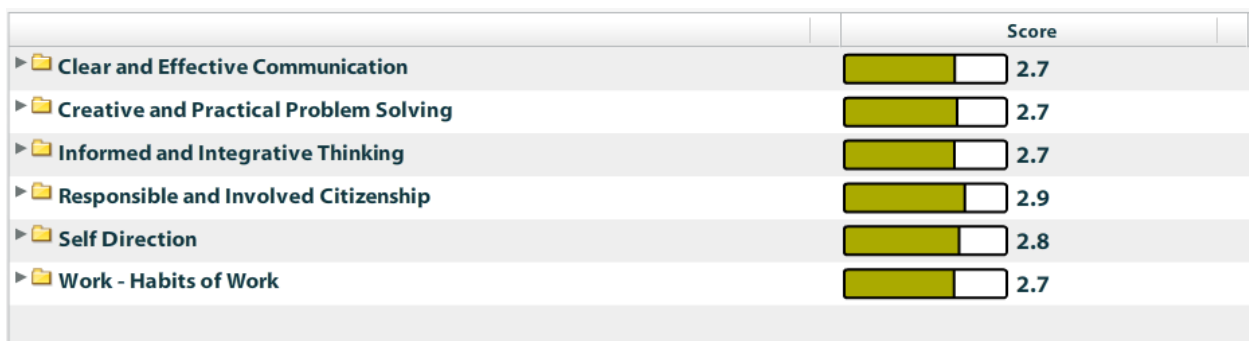 Score
Clear and Effective Communication 2.7
Creative and Practical Problem Solving 2.7
Informed and Integrative Thinking 2.7
Responsible and Involved Citizenship 2.9
Self Direction 2.8
Work - Habits of Work 2.7